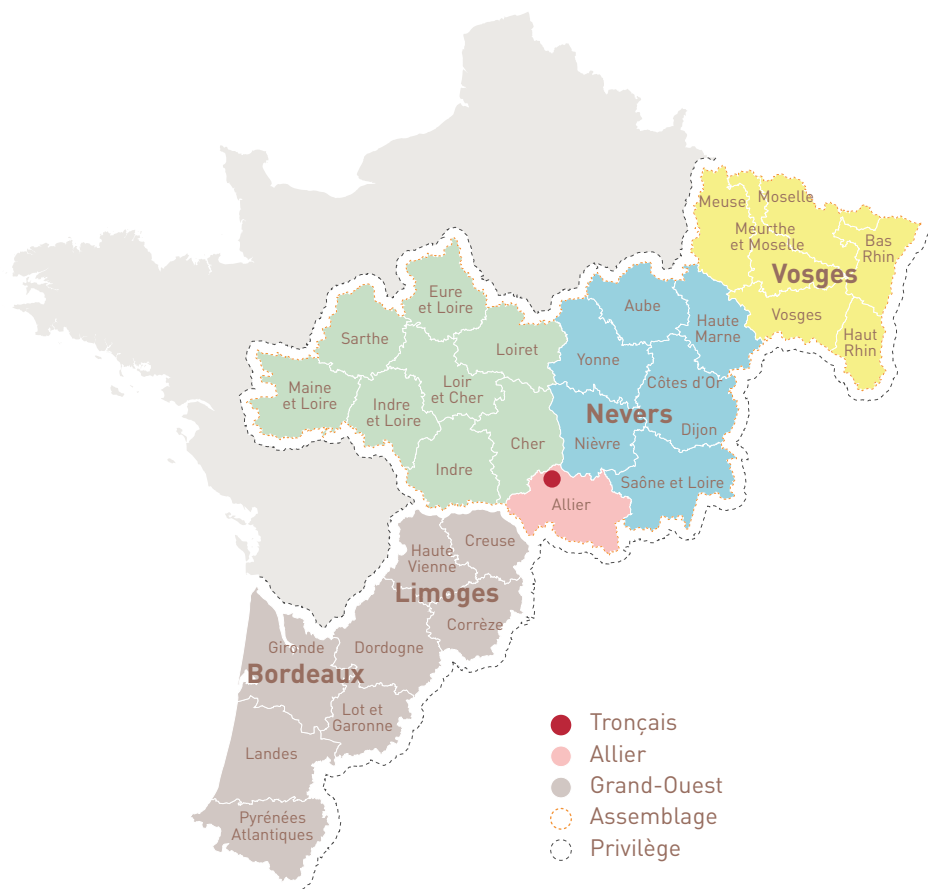 Meuse
Moselle
Meurthe
et Moselle
Bas
Rhin
Vosges
Vosges
Haut
Rhin
Aube
Haute
Marne
Yonne
Côtes d'Or
Nevers
Dijon
Nièvre
Saône et Loire
Eure
et Loire
Sarthe
Loiret
Maine
et Loire
Indre
et Loire
Loir
et Cher
Cher
Indre
Allier
Creuse
Haute
Vienne
Limoges
Corrèze
Gironde
Dordogne
Bordeaux
Lot et
Garonne
Landes
Pyrénées
Atlantiques
Tronçais
Allier
Grand-Ouest
Assemblage
Privilège